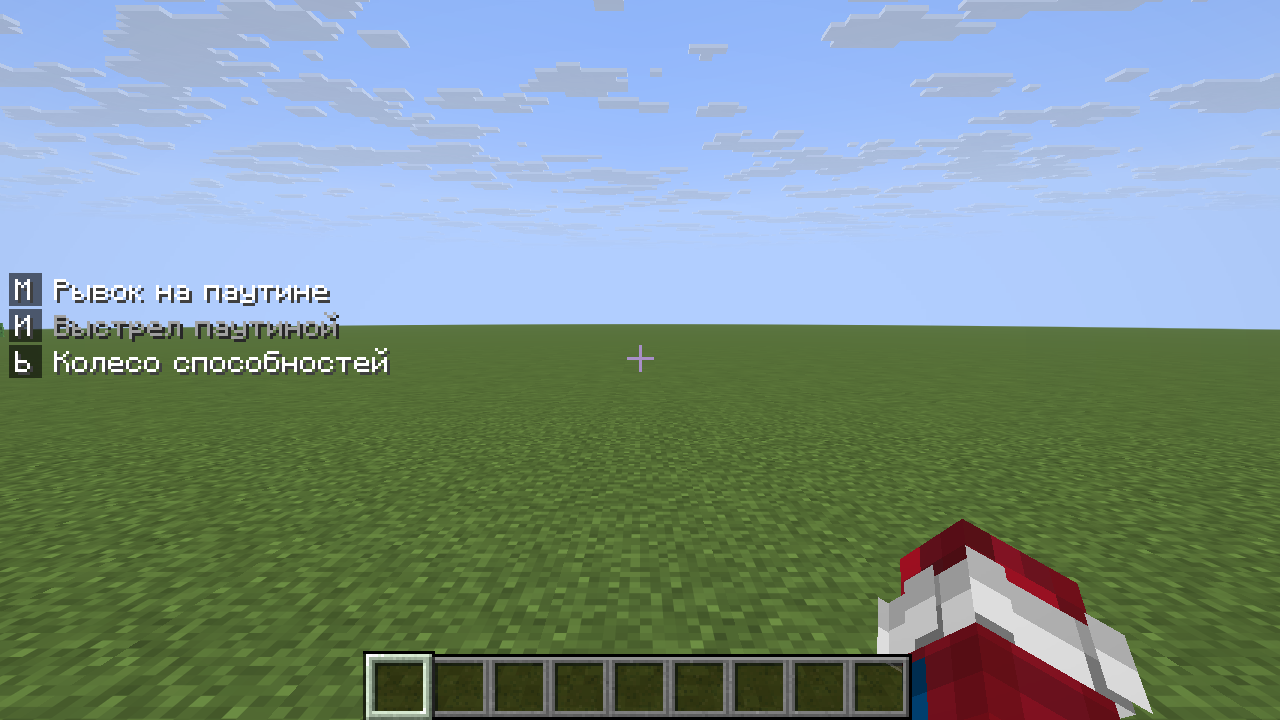 М Рывок на паутине
И Выстрел паутиной
Ь Колесо способностей